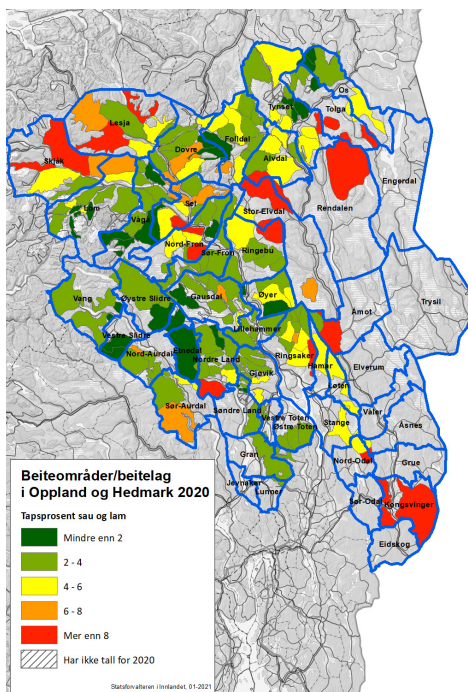 Os
Tynset
Tolga
Lesja
Folldal
Dovre
Alvdal
Skjåk
Engerdal
Rendalen
Sel
Lom
Stor-Elvdal
Vågå
Nord-Fron
Sør-Fron
Ringebu
Trysil
Vang
Øystre Slidre
Gausdal
Øyer
Åmot
Vestre Slidre
Lillehammer
Nord-Aurdal
Etnedal
Nordre Land
Ringsaker
Elverum
Gjøvik
Hamar
Løten
Sør-Aurdal
Søndre Land
Vestre Toten
Østre Toten
Stange
Våler
Åsnes
Gran
Nord-Odal
Grue
Jevnaker
Lunner
Sør-Odal
Kongsvinger
Eidskog
Beiteområder/beitelag
i Oppland og Hedmark 2020
Tapsprosent sau og lam
Mindre enn 2
2 - 4
4 - 6
6 - 8
Mer enn 8
Har ikke tall for 2020
Statsforvalteren i Innlandet, 01-2021